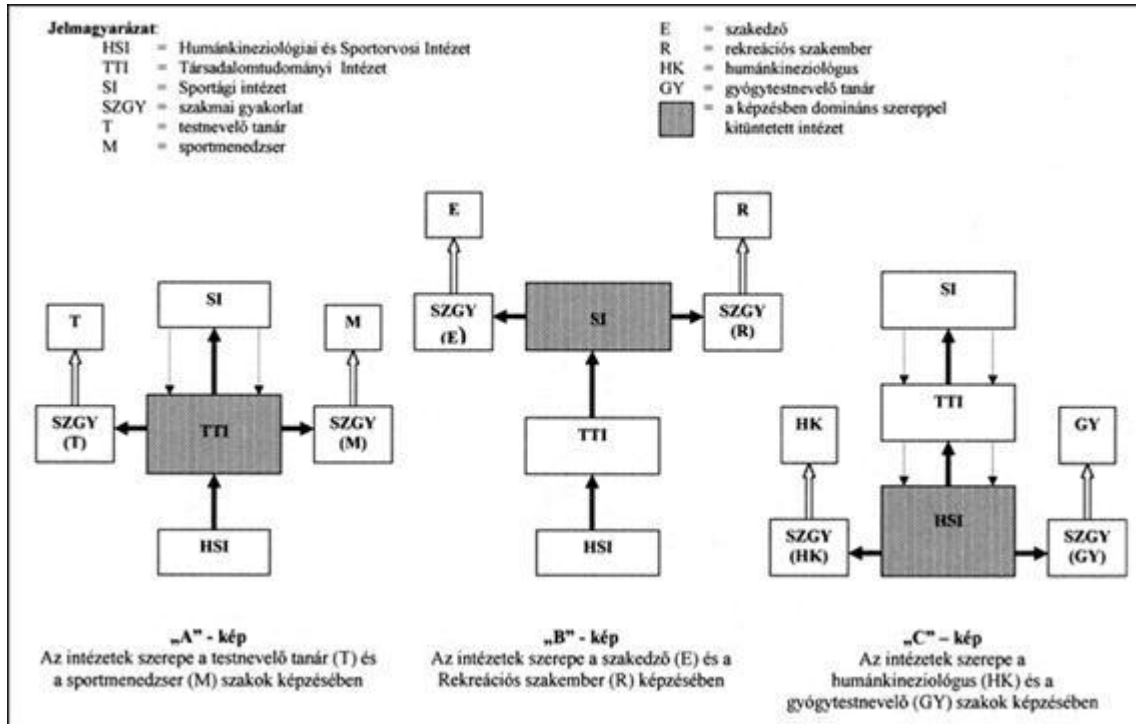 Jelmagyarázat:
HSI = Humánkineziológiai és Sportorvosi Intézet
TTI = Társadalomtudományi Intézet
SI = Sportági intézet
SZGY = szakmai gyakorlat
T = testnevelő tanár
M = sportmenedzser
E = szakedző
R = rekreációs szakember
HK = humánkineziológus
GY = gyógytestnevelő tanár
= a képzésben domináns szereppel
kitüntetett intézet
T
SI
M
SZGY
(T)
TTI
SZGY
(M)
HSI
„A” - kép
Az intézetek szerepe a testnevelő tanár (T) és
a sportmenedzser (M) szakok képzésében
E
R
SZGY
(E)
SI
SZGY
(R)
TTI
HSI
„B” - kép
Az intézetek szerepe a szakedző (E) és a
Rekreációs szakember (R) képzésében
SI
HK
TTI
GY
SZGY
(HK)
HSI
SZGY
(GY)
„C” – kép
Az intézetek szerepe a
humánkineziológus (HK) és a
gyógytestnevelő (GY) szakok képzésében